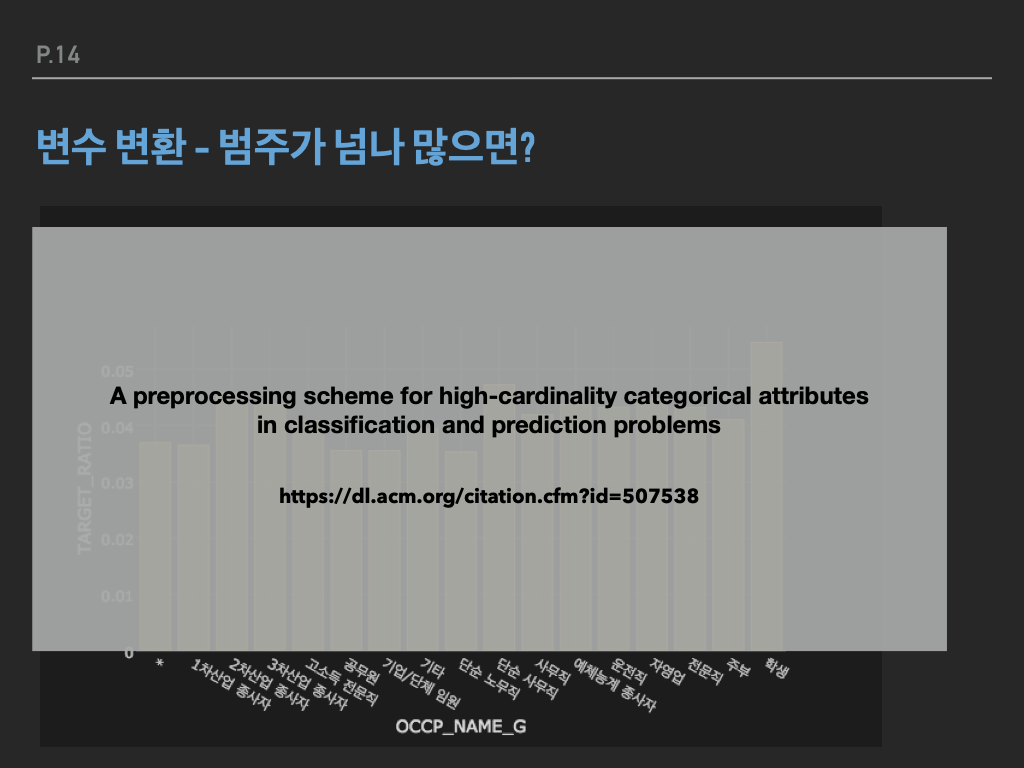 P.14
변수 변환 - 범주가 넘나 많으면?
A preprocessing scheme for high-cardinality categorical attributes
in classification and prediction problems
https://dl.acm.org/citation.cfm?id=507538
TARGET_RATIO
0.05
0.04
0.03
0.02
0.01
0
*
1차산업 종사자
2차산업 종사자
3차산업 종사자
고소득 전문직
공무원
기업/단체 임원
기타
단순 노무직
단순 사무직
사무직
예체능계 종사자
운전직
자영업
전문직
주부
학생
OCCP_NAME_G